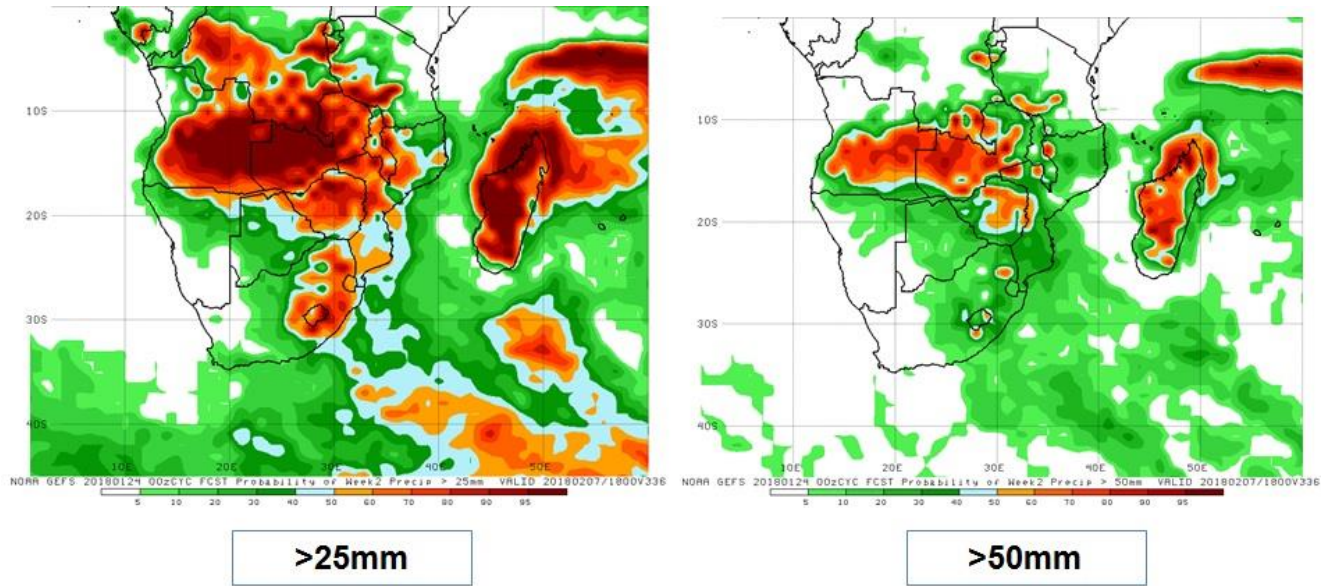 10S
20S
30S
40S
10E 20E 30E 40E 50E
NOAA GEFS 20180124 00zCYC FCST Probability of Week2 Precip > 25mm VALID 20180207/1800V336
5 10 20 30 40 50 60 70 80 90 95
>25mm
10S
20S
30S
40S
10E 20E 30E 40E 50E
NOAA GEFS 20180124 00zCYC FCST Probability of Week2 Precip > 50mm VALID 20180207/1800V336
5 10 20 30 40 50 60 70 80 90 95
>50mm